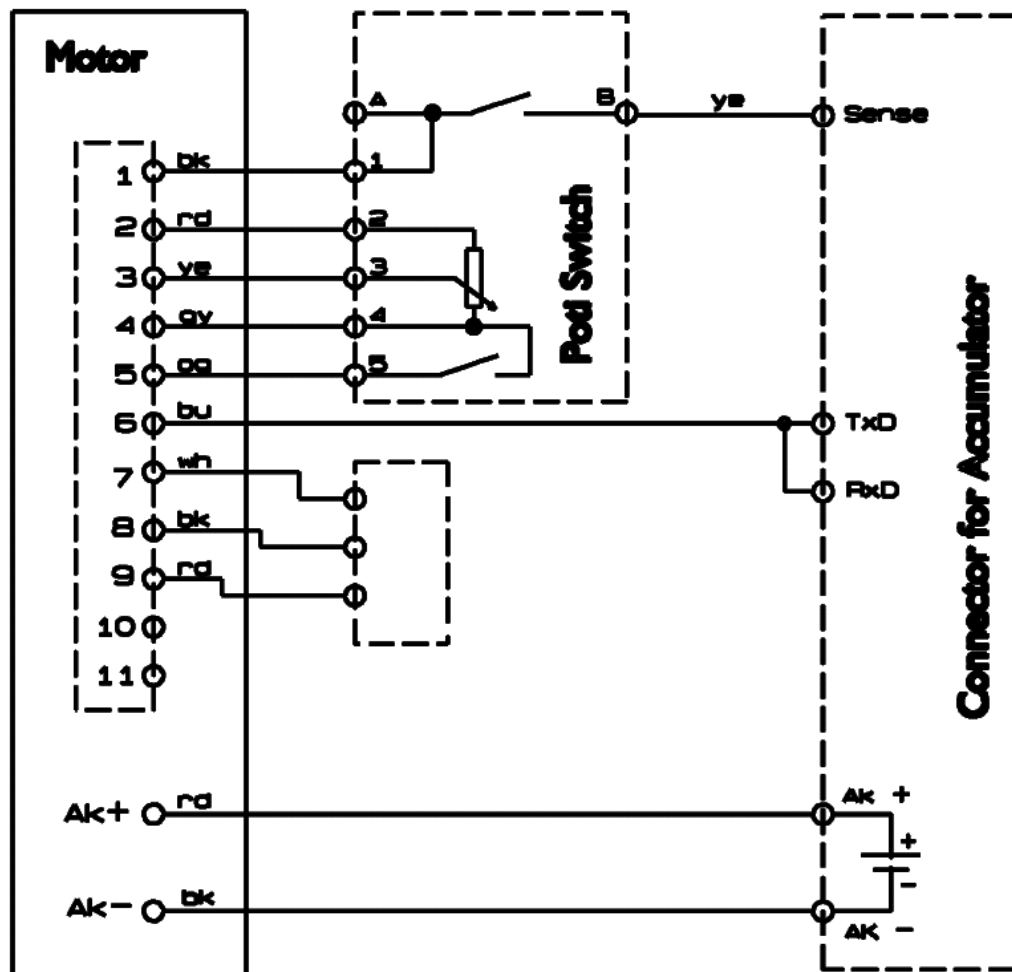 Motor
A
B
ye
Sense
1
bk
1
2
rd
2
3
ye
3
4
gy
4
5
og
5
Poti Switch
6
bu
TxD
7
wh
RxD
8
bk
9
rd
10
11
Connector for Accumulator
Ak+
rd
AK +
+
-
Ak-
bk
AK -